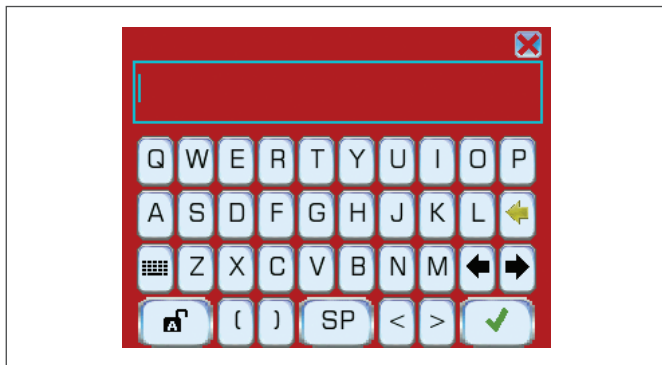 Q W E R T Y U I O P
A S D F G H J K L
Z X C V B N M
A ( ) SP < >